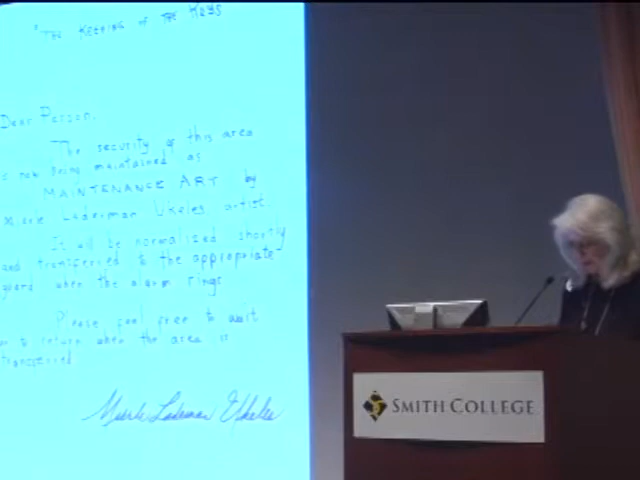 "The Keeping of the Keys
Dear Person,
The security of this area
is now being maintained as
MAINTENANCE ART by
Mierle Laderman Ukeles artist.
It will be normalized shortly
and transferred to the appropriate
guard when the alarm rings
Please feel free to wait
or to return when the area is
transferred
Mierle Laderman Ukeles
SMITH COLLEGE